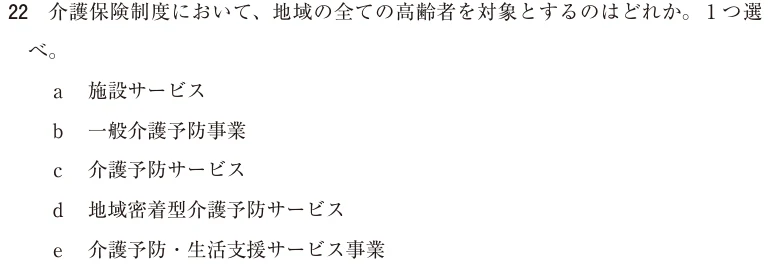 22 介護保険制度において、地域の全ての高齢者を対象とするのはどれか。1つ選
べ。
a 施設サービス
b 一般介護予防事業
c 介護予防サービス
d 地域密着型介護予防サービス
e 介護予防・生活支援サービス事業